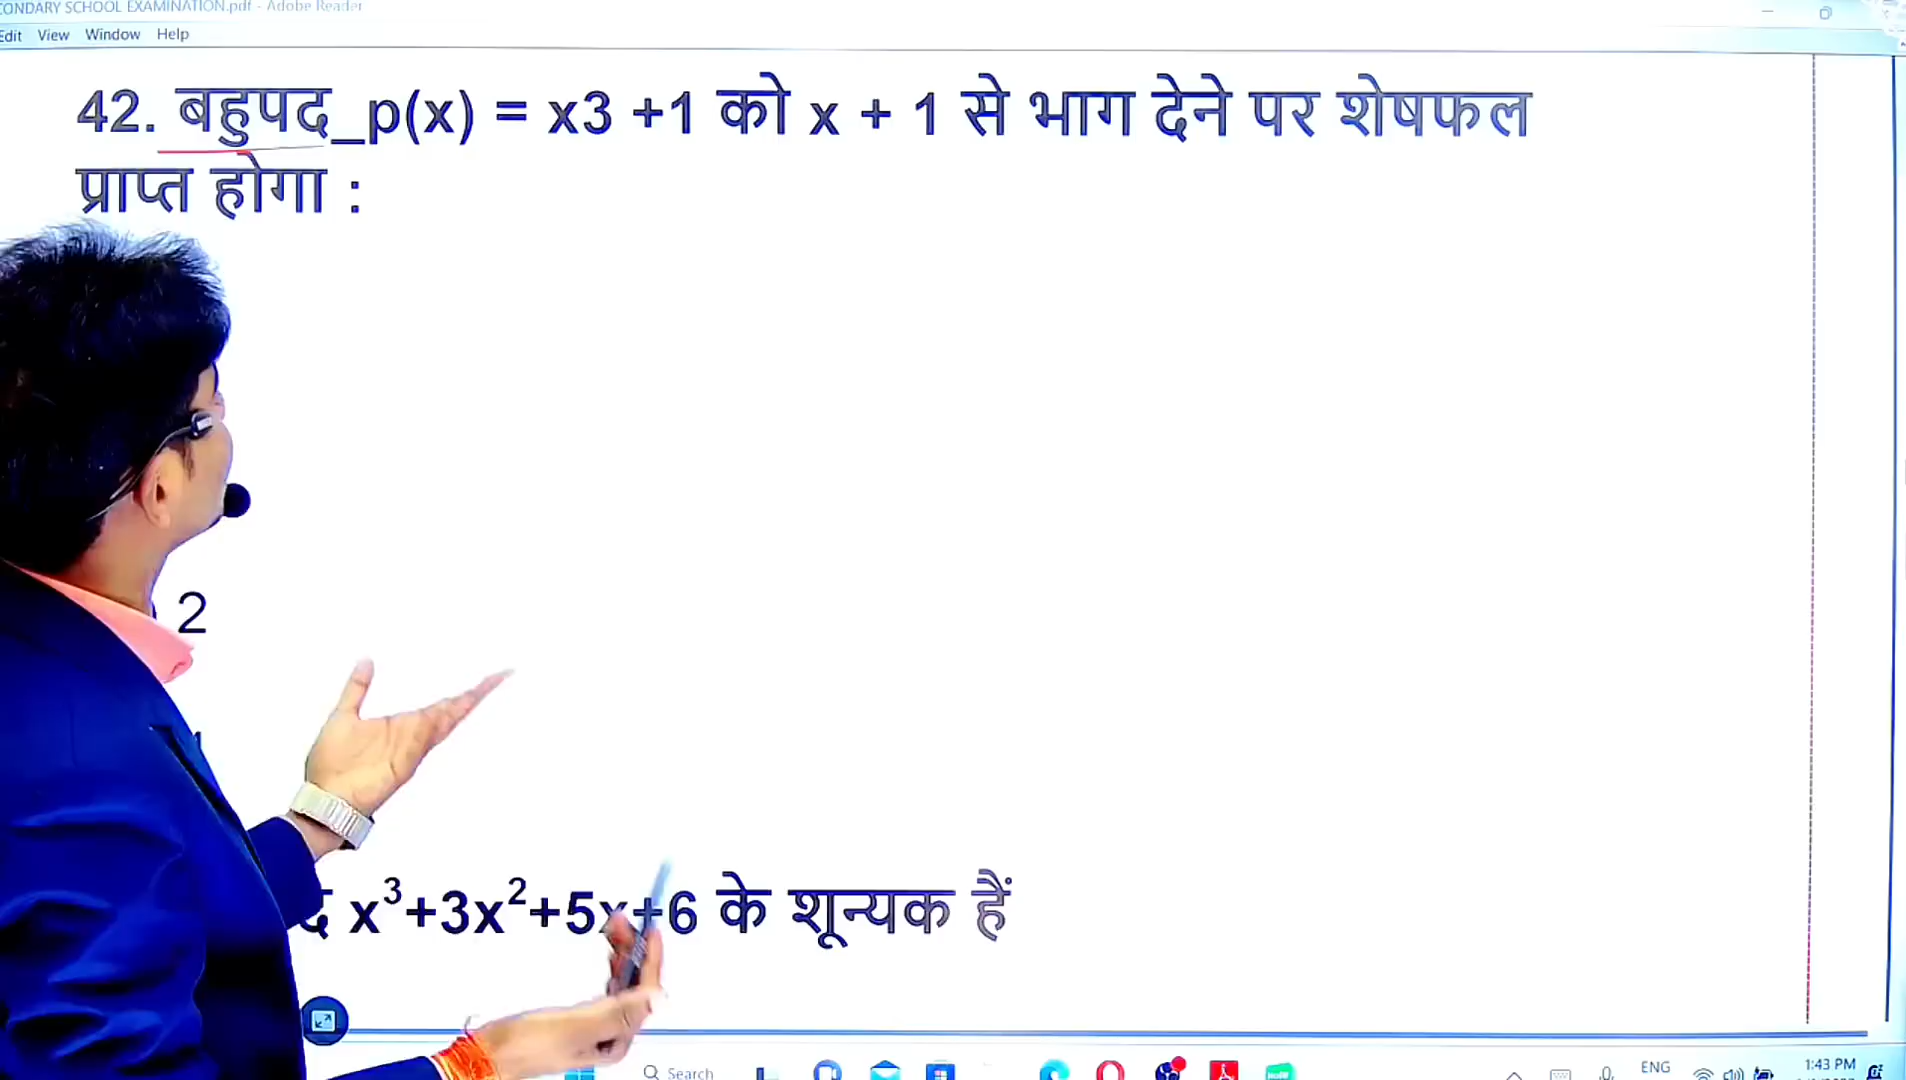 CONDARY SCHOOL EXAMINATION.pdf - Adobe Reader
Edit View Window Help
42. बहुपद_p(x) = x3 +1 को x + 1 से भाग देने पर शेषफल
प्राप्त होगा :
2
x³+3x²+5x+6 के शून्यक हैं
Search
ENG
1:43 PM